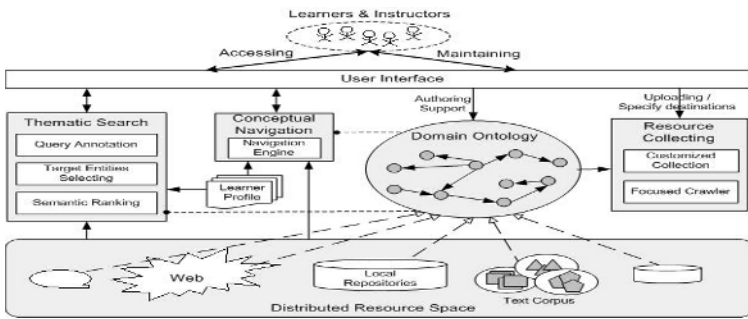 Learners & Instructors
Accessing
Maintaining
User Interface
Thematic Search
Query Annotation
Target Entities
Selecting
Semantic Ranking
Conceptual
Navigation
Navigation
Engine
Learner
Profile
Authoring
Support
Domain Ontology
Uploading /
Specify destinations
Resource
Collecting
Customized
Collection
Focused Crawler
Web
Local
Repositories
Text Corpus
Distributed Resource Space